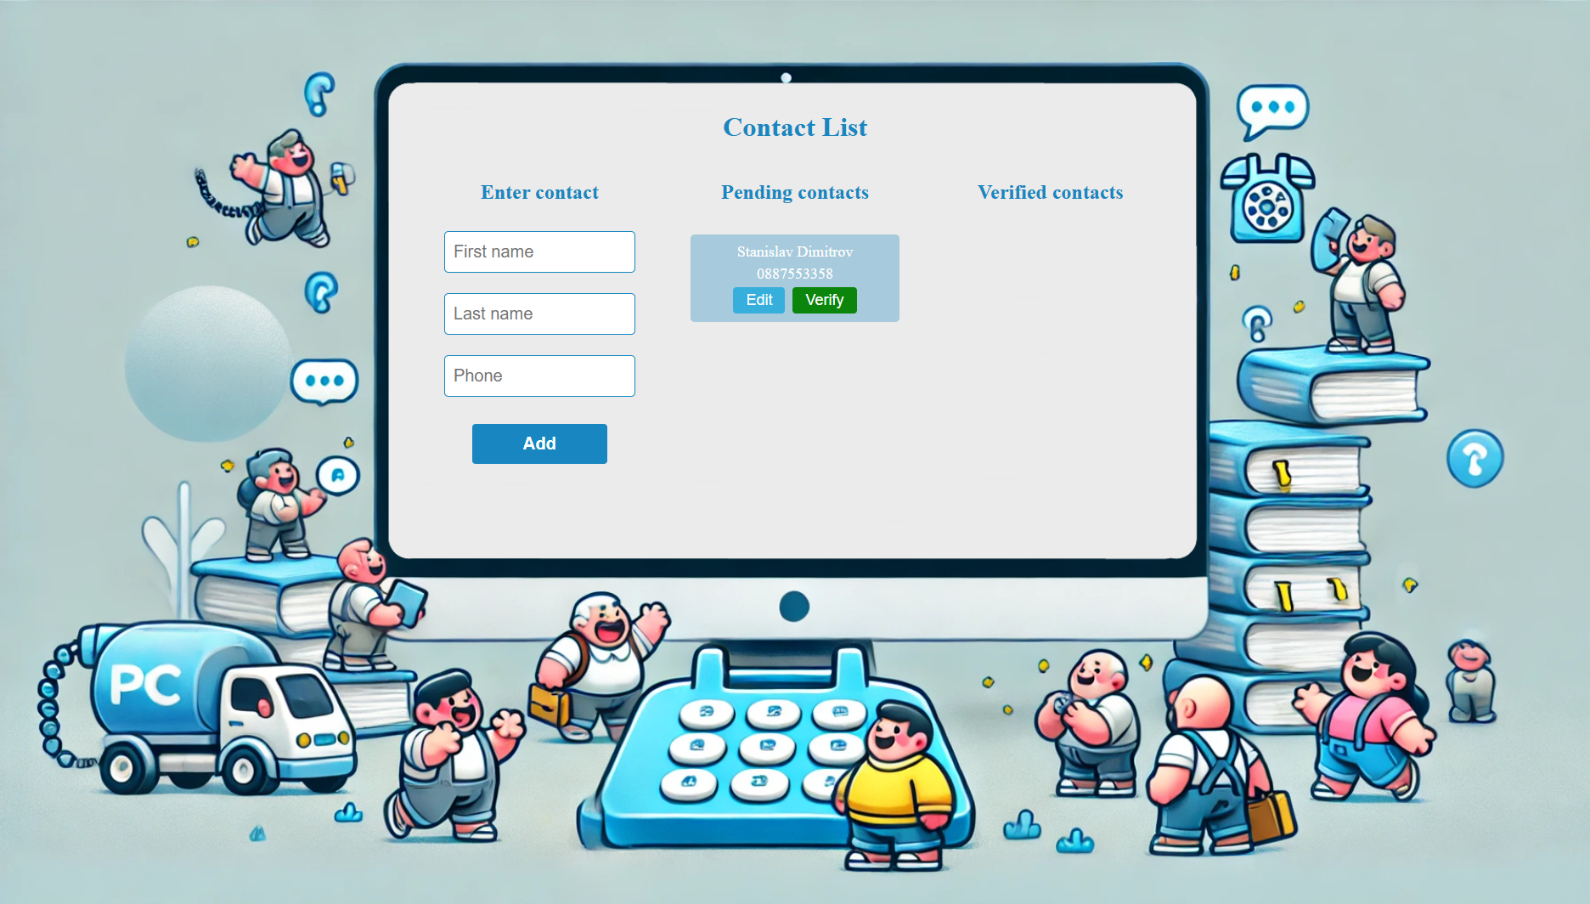 Contact List
Enter contact
First name
Last name
Phone
Add
Pending contacts
Stanislav Dimitrov
0887553358
Edit Verify
Verified contacts
PC